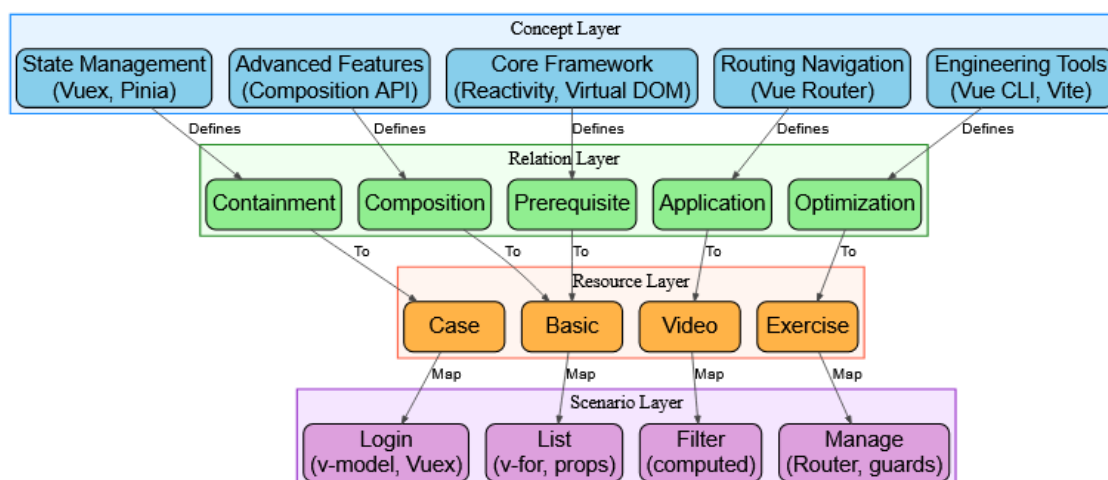 Concept Layer
State Management
(Vuex, Pinia)
Advanced Features
(Composition API)
Core Framework
(Reactivity, Virtual DOM)
Routing Navigation
(Vue Router)
Engineering Tools
(Vue CLI, Vite)
Defines
Defines
Defines
Defines
Defines
Relation Layer
Containment
Composition
Prerequisite
Application
Optimization
To
To
To
To
To
Resource Layer
Case
Basic
Video
Exercise
Map
Map
Map
Map
Scenario Layer
Login
(v-model, Vuex)
List
(v-for, props)
Filter
(computed)
Manage
(Router, guards)